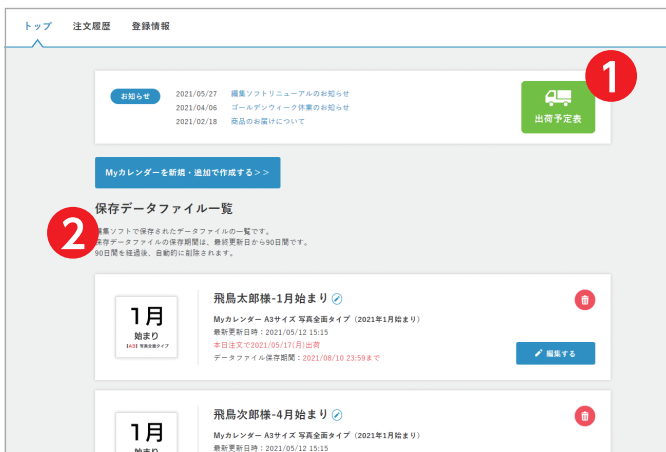 トップ 注文履歴 登録情報
1
お知らせ 2021/05/27 編集ソフトリニューアルのお知らせ
2021/04/06 ゴールデンウィーク休業のお知らせ
2021/02/18 商品のお届けについて
出荷予定表
Myカレンダーを新規・追加で作成する>>
保存データファイル一覧
2
集ソフトで保存されたデータファイルの一覧です。
保存データファイルの保存期間は、最終更新日から90日間です。
90日間を経過後、自動的に削除されます。
1月
始まり
【A3】写真全面タイプ
飛鳥太郎様-1月始まり
Myカレンダー A3サイズ 写真全面タイプ（2021年1月始まり）
最新更新日時：2021/05/12 15:15
本日注文で2021/05/17(月)出荷
データファイル保存期間：2021/08/10 23:59まで
編集する
1月
始まり
飛鳥次郎様-4月始まり
Myカレンダー A3サイズ 写真全面タイプ（2021年1月始まり）
最新更新日時：2021/05/12 15:15